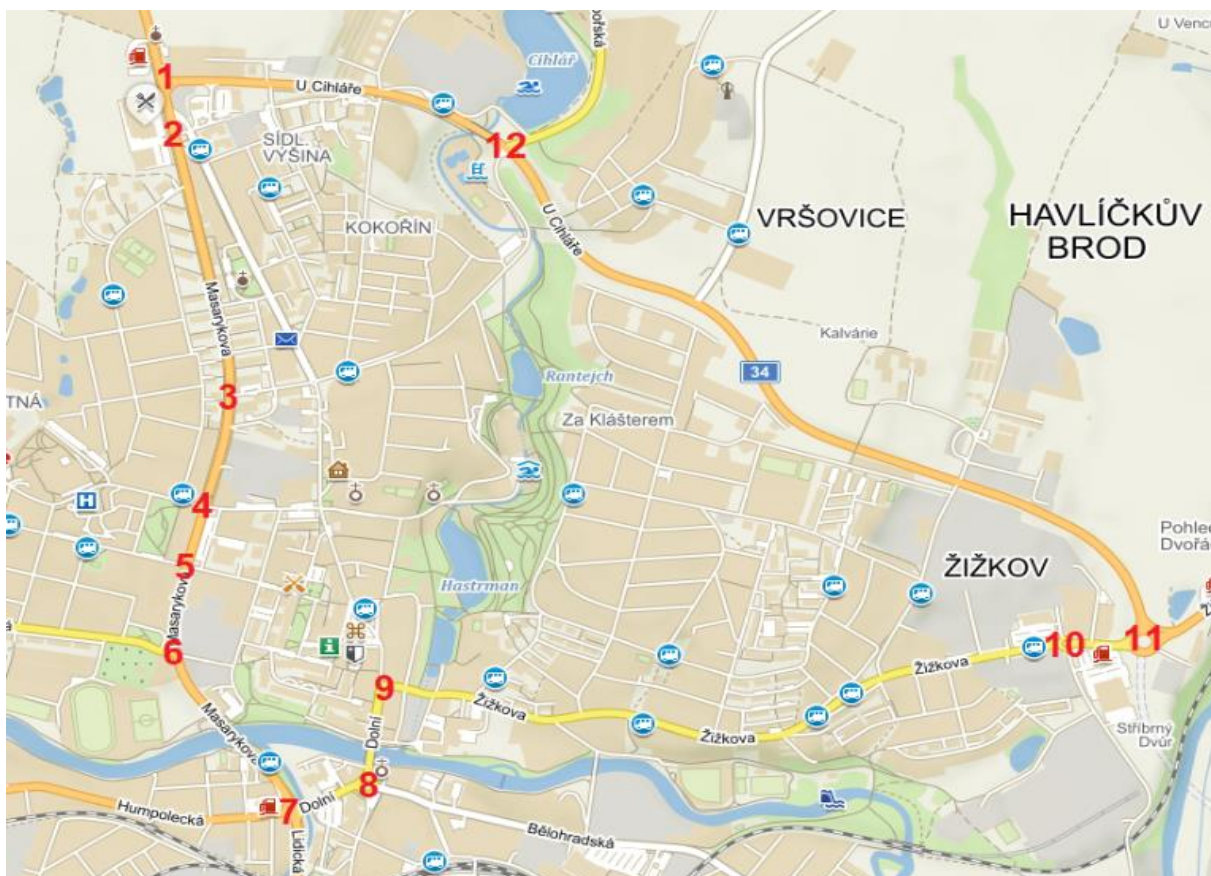 U Vencu
ořská
Cihlář
1
U Cihláře
2
12
SÍDL.
VÝŠINA
U Cihláře
KOKOŘÍN
VRŠOVICE
HAVLÍČKŮV
BROD
Masarykova
Kalvárie
34
Rantejch
3
TNÁ
Za Klášterem
H
4
Pohled
Dvořá
5
Hastrman
ŽIŽKOV
Masarykova
6
i
10
11
9
Žižkova
Žižkova
Žižkova
Masarykova
Dolní
Stříbrný
Dvůr
8
Humpolecká
7
Dolní
Lidická
Bělohradská